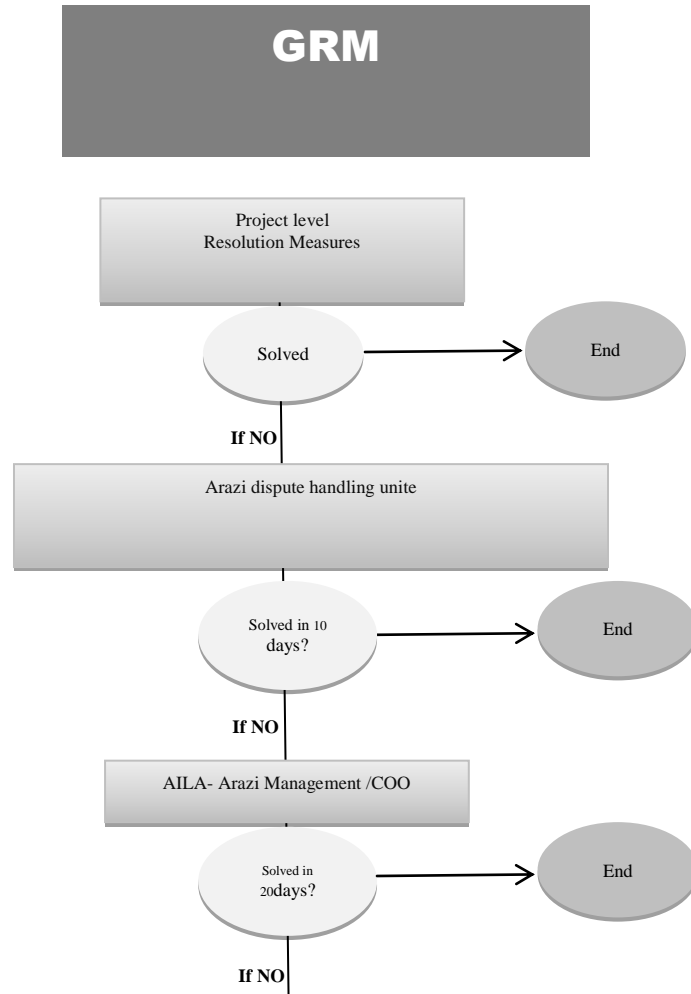 GRM
Project level
Resolution Measures
Solved
End
If NO
Arazi dispute handling unite
Solved in 10
days?
End
If NO
AILA- Arazi Management /COO
Solved in
20days?
End
If NO